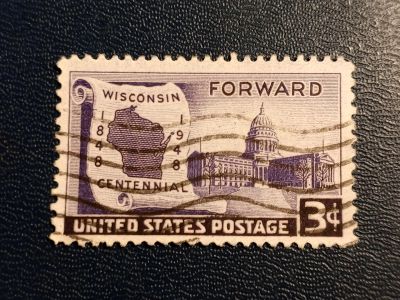 WISCONSIN
1848
1948
CENTENNIAL
FORWARD
UNITED STATES POSTAGE 3¢